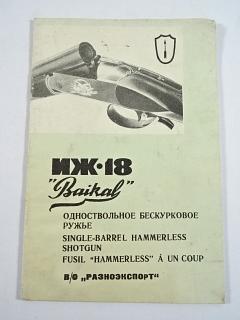 ИЖ-18
"Baikal"
ОДНОСТВОЛЬНОЕ БЕСКУРКОВОЕ
РУЖЬЕ
SINGLE-BARREL HAMMERLESS
SHOTGUN
FUSIL "HAMMERLESS" À UN COUP
В/О „РАЗНОЭКСПОРТ"